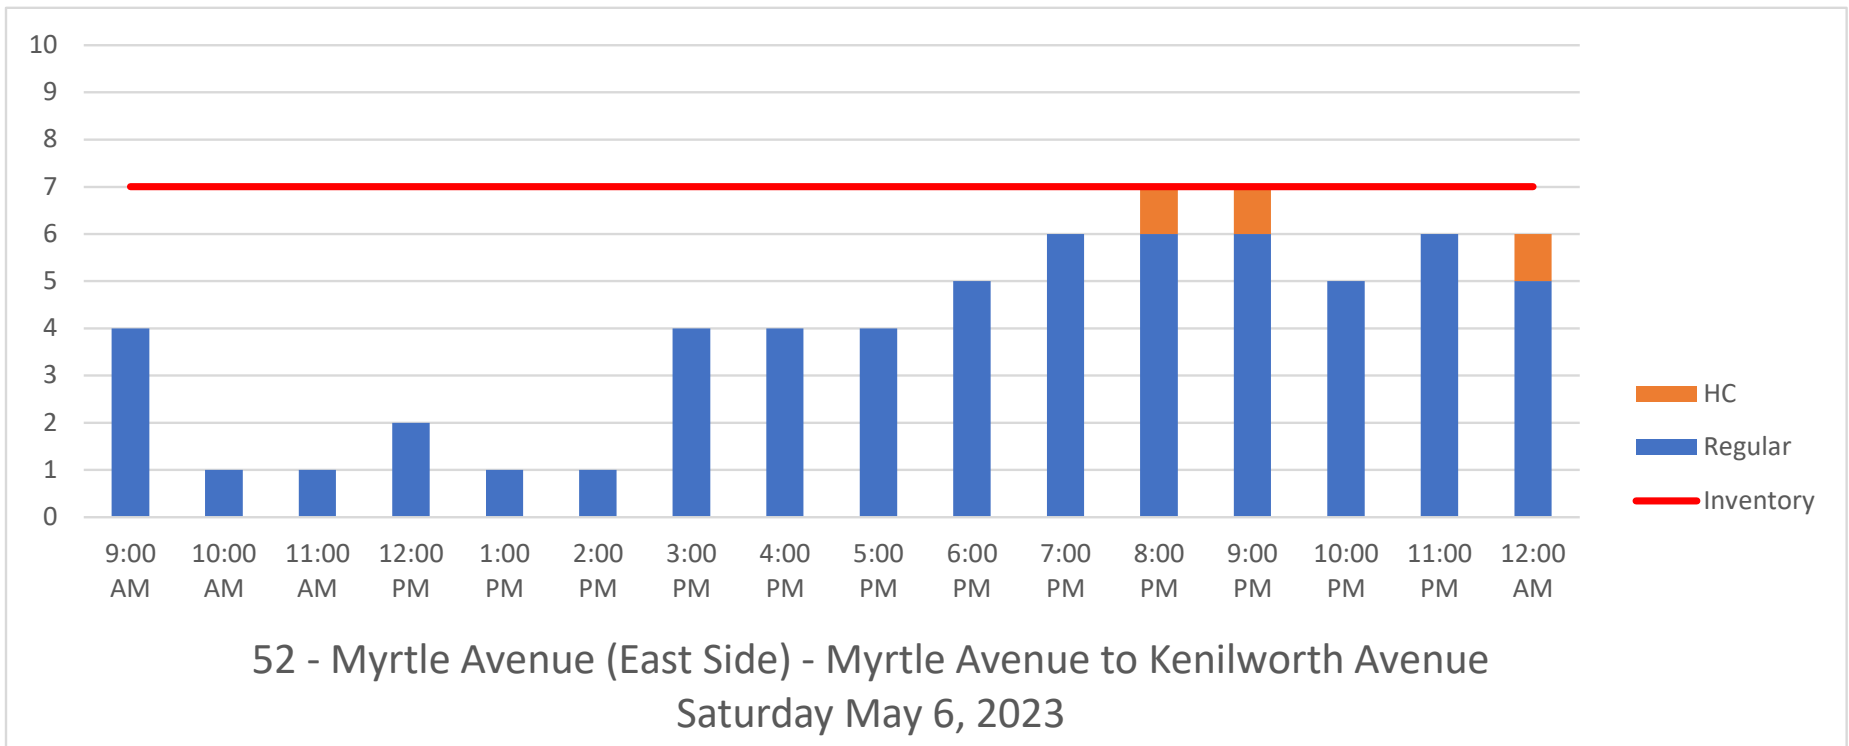 10
9
8
7
6
5
4
3
2
1
0
9:00 AM
10:00 AM
11:00 AM
12:00 PM
1:00 PM
2:00 PM
3:00 PM
4:00 PM
5:00 PM
6:00 PM
7:00 PM
8:00 PM
9:00 PM
10:00 PM
11:00 PM
12:00 AM
HC
Regular
Inventory
52 - Myrtle Avenue (East Side) - Myrtle Avenue to Kenilworth Avenue
Saturday May 6, 2023